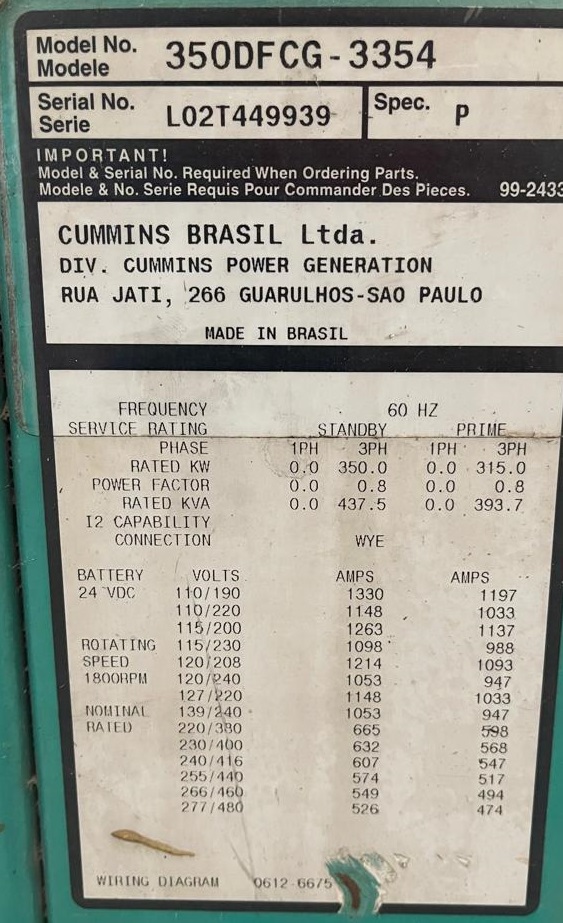 Model No. 350DFCG-3354
Modele
Serial No. L02T449939 Spec. P
Serie
IMPORTANT!
Model & Serial No. Required When Ordering Parts.
Modele & No. Serie Requis Pour Commander Des Pieces. 99-2433
CUMMINS BRASIL Ltda.
DIV. CUMMINS POWER GENERATION
RUA JATI, 266 GUARULHOS-SAO PAULO
MADE IN BRASIL
FREQUENCY 60 HZ
SERVICE RATING STANDBY PRIME
PHASE 1PH 3PH 1PH 3PH
RATED KW 0.0 350.0 0.0 315.0
POWER FACTOR 0.0 0.8 0.0 0.8
RATED KVA 0.0 437.5 0.0 393.7
I2 CAPABILITY
CONNECTION WYE
BATTERY VOLTS AMPS AMPS
24 VDC 110/190 1330 1197
110/220 1148 1033
115/200 1263 1137
ROTATING 115/230 1098 988
SPEED 120/208 1214 1093
1800RPM 120/240 1053 947
127/220 1148 1033
NOMINAL 139/240 1053 947
RATED 220/380 665 598
230/400 632 568
240/416 607 547
255/440 574 517
266/460 549 494
277/480 526 474
WIRING DIAGRAM 0612-6675